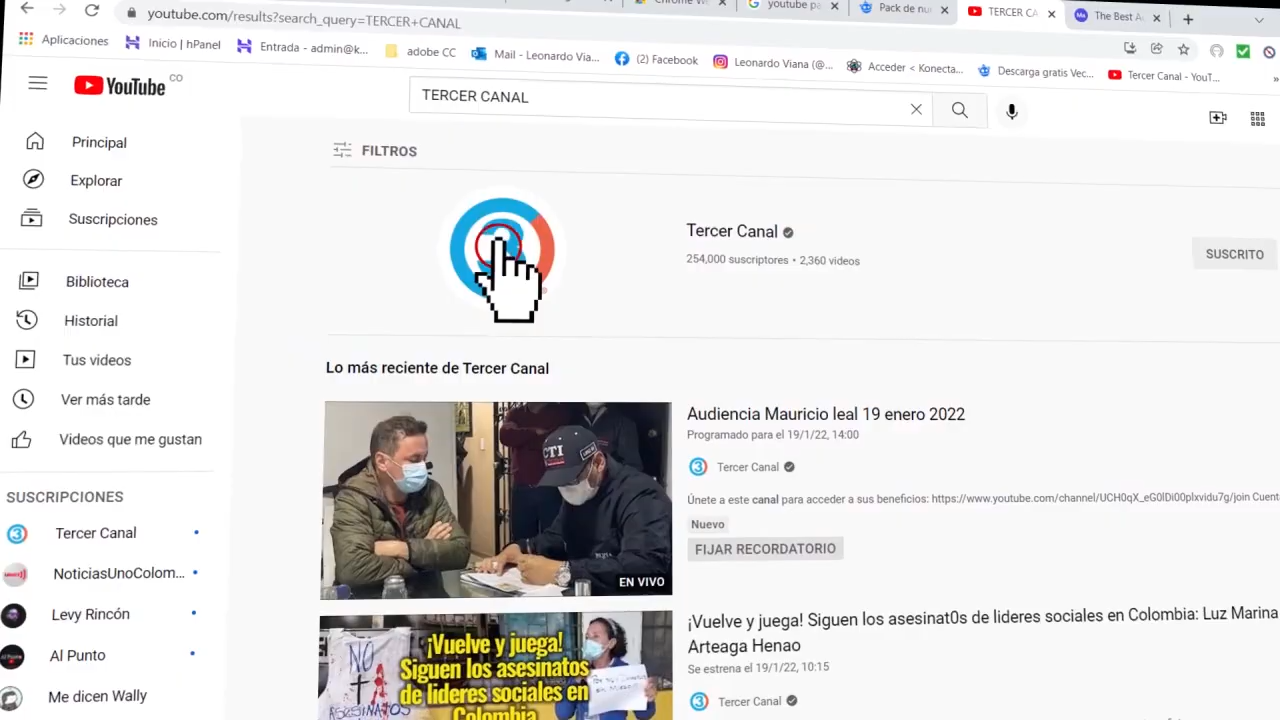 youtube pa
Pack de nu
TERCER CA
The Best A
youtube.com/results?search_query=TERCER+CANAL
Aplicaciones
Inicio | hPanel
Entrada - admin@k...
adobe CC
Mail - Leonardo Via...
(2) Facebook
Leonardo Viana (@...
Acceder < Konecta...
Descarga gratis Vec...
Tercer Canal - YouT...
YouTube CO
TERCER CANAL
Principal
Explorar
Suscripciones
Biblioteca
Historial
Tus videos
Ver más tarde
Videos que me gustan
SUSCRIPCIONES
Tercer Canal
NoticiasUnoColom...
Levy Rincón
Al Punto
Me dicen Wally
FILTROS
Tercer Canal
254,000 suscriptores • 2,360 videos
SUSCRITO
Lo más reciente de Tercer Canal
CTI
EN VIVO
Audiencia Mauricio leal 19 enero 2022
Programado para el 19/1/22, 14:00
Tercer Canal
Únete a este canal para acceder a sus beneficios: https://www.youtube.com/channel/UCH0qX_eG0lDi00plxvidu7g/join Cuent
Nuevo
FIJAR RECORDATORIO
NO
ASESINATOS
¡Vuelve y juega!
Siguen los asesinatos
de lideres sociales en
Colombia
¡Vuelve y juega! Siguen los asesinat0s de lideres sociales en Colombia: Luz Marina
Arteaga Henao
Se estrena el 19/1/22, 10:15
Tercer Canal